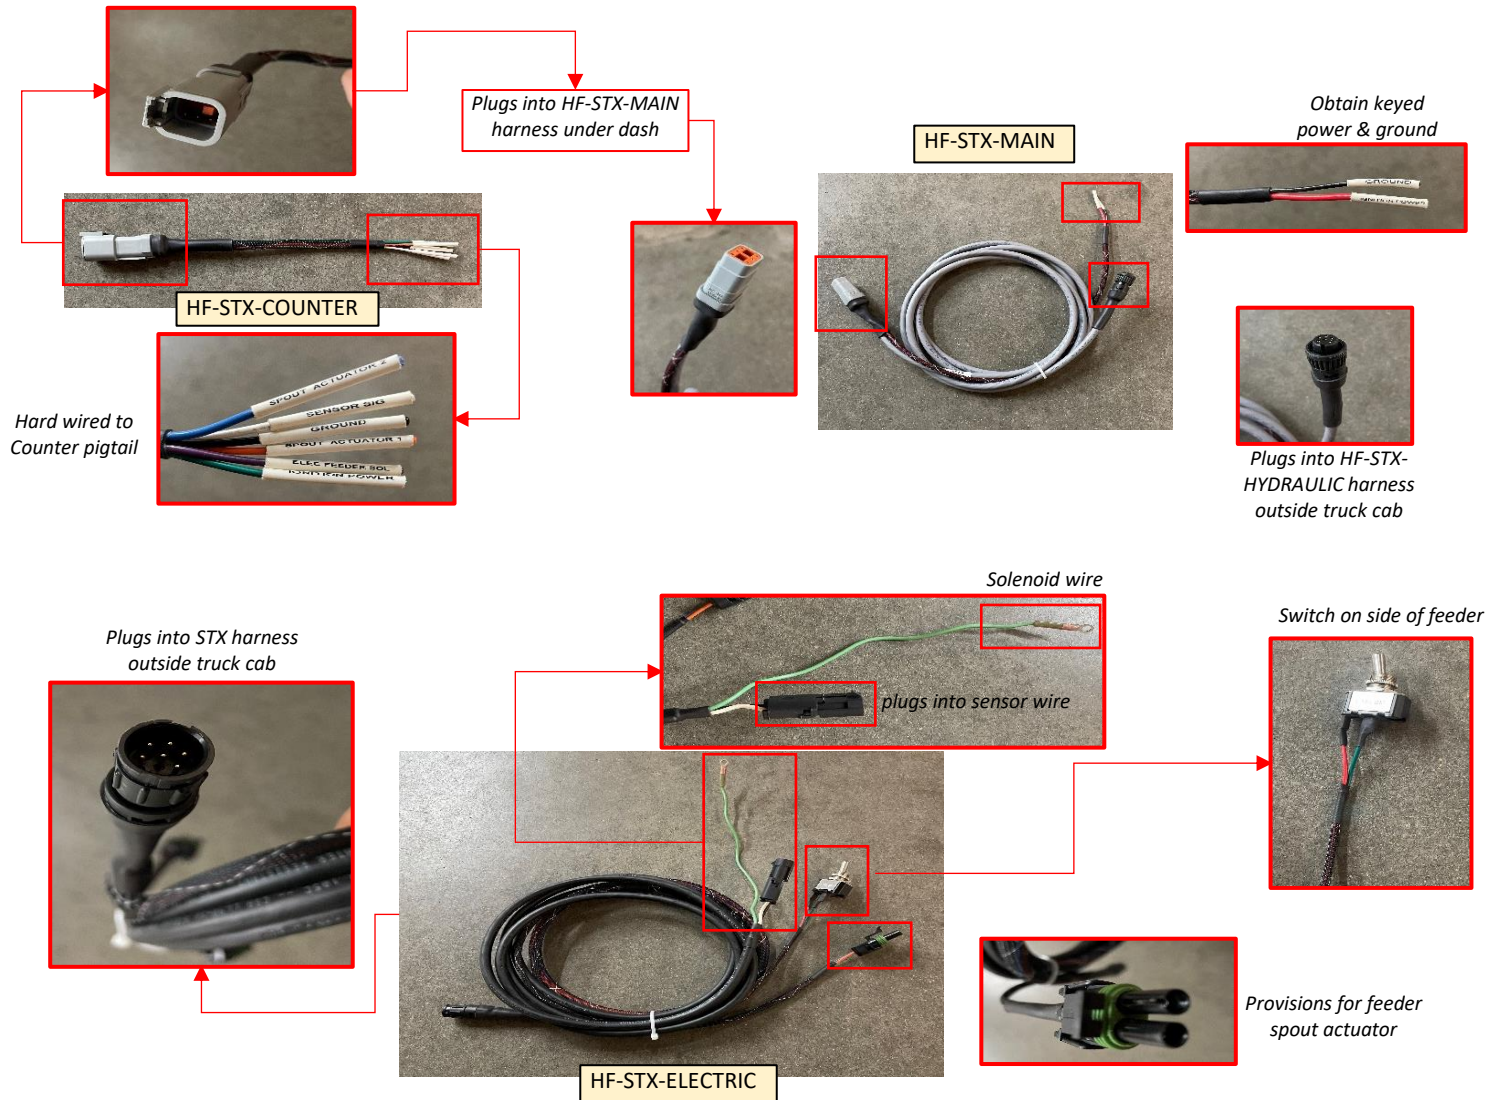 Plugs into HF-STX-MAIN
harness under dash
HF-STX-MAIN
Obtain keyed
power & ground
GROUND
IGNITION POWER
HF-STX-COUNTER
SPOUT ACTUATOR 2
SENSOR SIG
GROUND
SPOUT ACTUATOR 1
ELEC FEEDER SOL
IGNITION POWER
Hard wired to
Counter pigtail
Plugs into HF-STX-
HYDRAULIC harness
outside truck cab
Solenoid wire
plugs into sensor wire
Switch on side of feeder
Plugs into STX harness
outside truck cab
Provisions for feeder
spout actuator
HF-STX-ELECTRIC